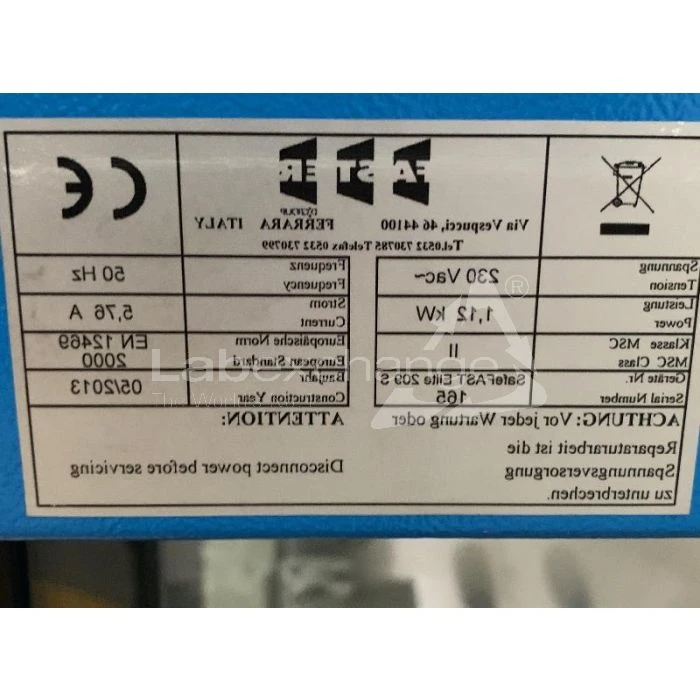 FASTER
Via Vespucci, 46 44100
FERRARA ITALY
Tel.0532 730785 Telefax 0532 730799
CE
Spannung
Tension
230 Vac~
Frequenz
Frequency
50 Hz
Leistung
Power
1,12 kW
Strom
Current
5,76 A
Klasse MSC
MSC Class
II
Europäische Norm
European Standard
EN 12469
2000
Geräte Nr.
Serial Number
SafeFAST Elite 209 S
165
Baujahr
Construction Year
05/2013
ACHTUNG: Vor jeder Wartung oder
Reparaturarbeit ist die
Spannungsversorgung
zu unterbrechen.
ATTENTION:
Disconnect power before servicing
Labexchange